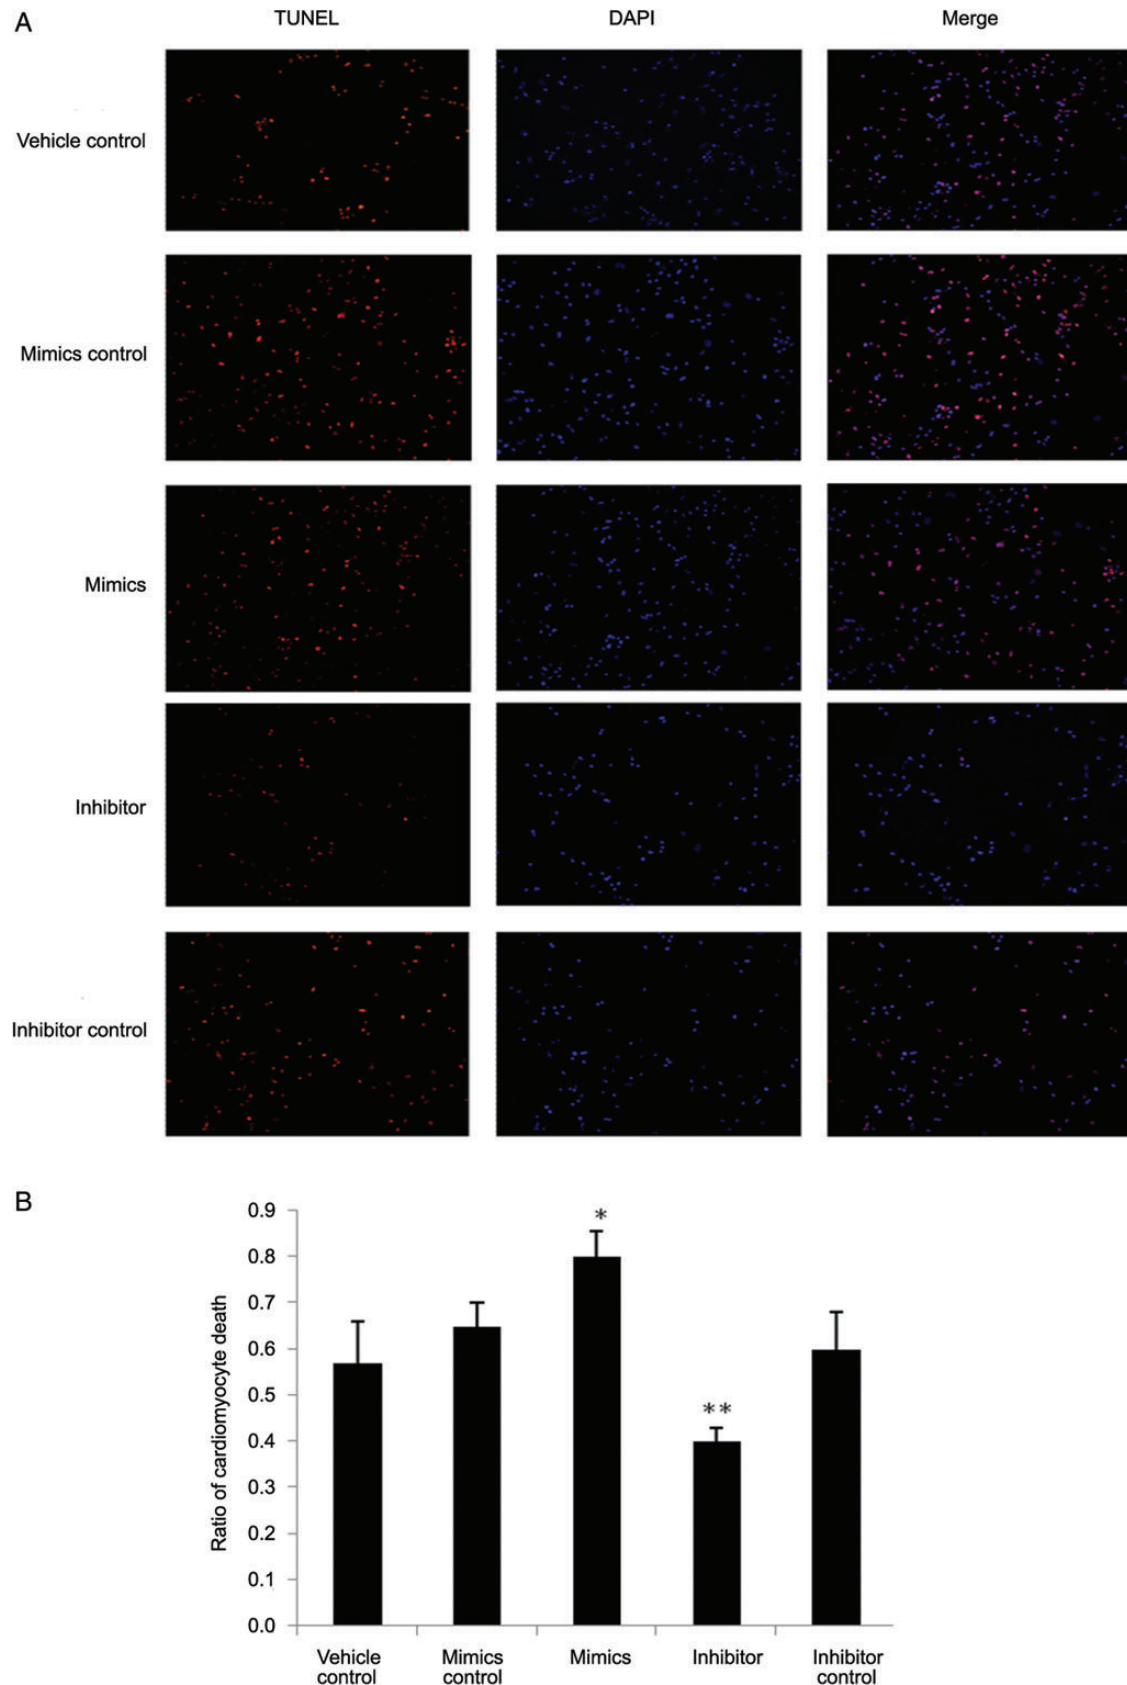 A
TUNEL
DAPI
Merge
Vehicle control
Mimics control
Mimics
Inhibitor
Inhibitor control
B
Ratio of cardiomyocyte death
0.9
0.8
0.7
0.6
0.5
0.4
0.3
0.2
0.1
0.0
*
**
Vehicle
control
Mimics
control
Mimics
Inhibitor
Inhibitor
control